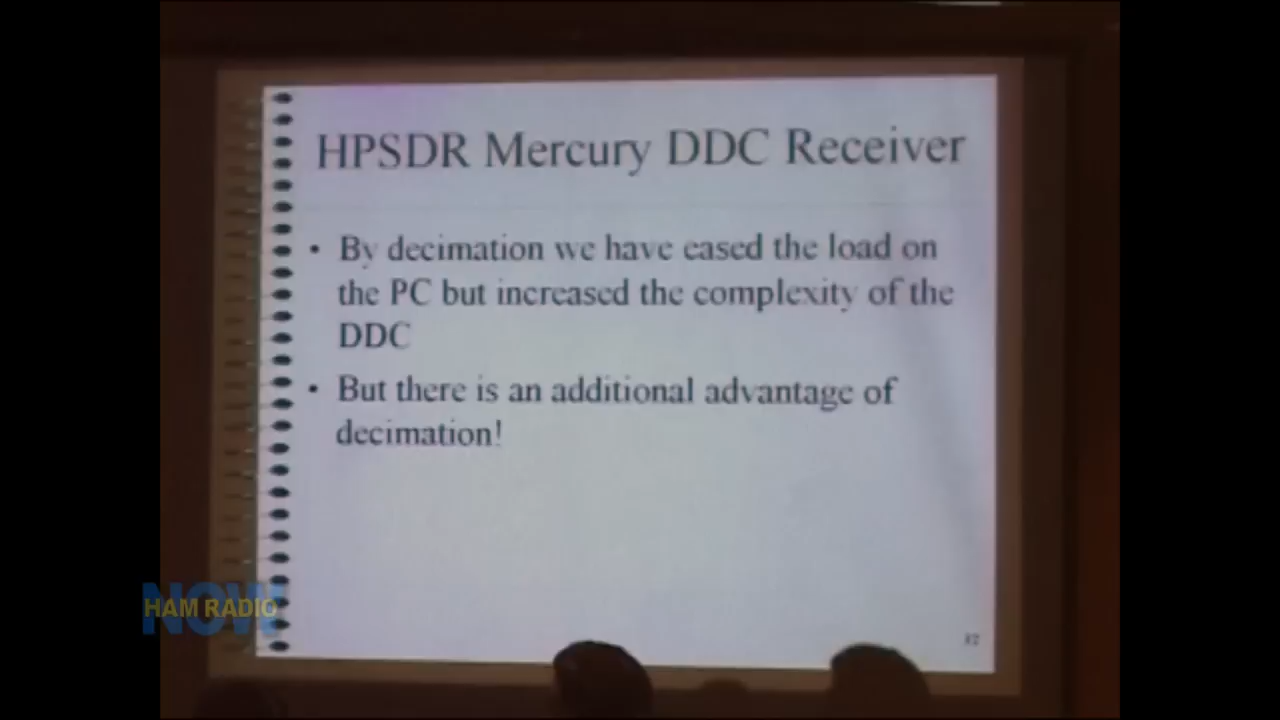 HPSDR Mercury DDC Receiver
• By decimation we have eased the load on
the PC but increased the complexity of the
DDC
• But there is an additional advantage of
decimation!
NOW
HAM RADIO